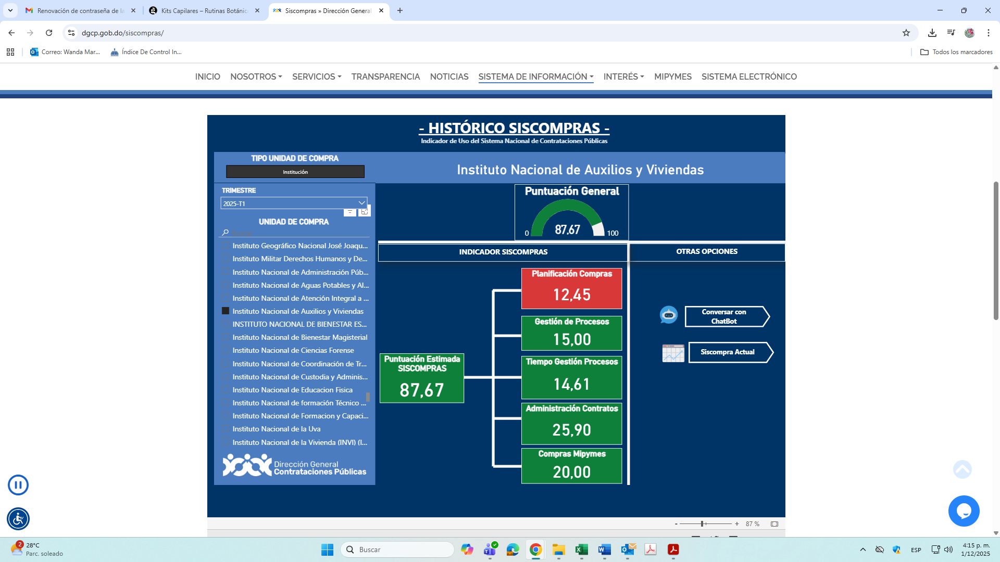 Renovación de contraseña de la
Kits Capilares – Rutinas Botánic
Siscompras » Dirección General
dgcp.gob.do/siscompras/
Correo: Wanda Mar...
Índice De Control In...
Todos los marcadores
INICIO NOSOTROS SERVICIOS TRANSPARENCIA NOTICIAS SISTEMA DE INFORMACIÓN INTERÉS MIPYMES SISTEMA ELECTRÓNICO
- HISTÓRICO SISCOMPRAS -
Indicador de Uso del Sistema Nacional de Contrataciones Públicas
TIPO UNIDAD DE COMPRA
Institución
Instituto Nacional de Auxilios y Viviendas
TRIMESTRE
2025-T1
UNIDAD DE COMPRA
Instituto Geográfico Nacional José Joaqu...
Instituto Militar Derechos Humanos y De...
Instituto Nacional de Administración Púb...
Instituto Nacional de Aguas Potables y Al...
Instituto Nacional de Atención Integral a ...
Instituto Nacional de Auxilios y Viviendas
INSTITUTO NACIONAL DE BIENESTAR ES...
Instituto Nacional de Bienestar Magisterial
Instituto Nacional de Ciencias Forense
Instituto Nacional de Coordinación de Tr...
Instituto Nacional de Custodia y Adminis...
Instituto Nacional de Educacion Fisica
Instituto Nacional de formación Técnico ...
Instituto Nacional de Formacion y Capaci...
Instituto Nacional de la Uva
Instituto Nacional de la Vivienda (INVI) (I...
Dirección General
Contrataciones Públicas
Puntuación General
87,67
0
100
INDICADOR SISCOMPRAS
OTRAS OPCIONES
Puntuación Estimada
SISCOMPRAS
87,67
Planificación Compras
12,45
Gestión de Procesos
15,00
Tiempo Gestión Procesos
14,61
Administración Contratos
25,90
Compras Mipymes
20,00
Conversar con
ChatBot
Siscompra Actual
- + 87 %
2
28°C
Parc. soleado
Buscar
ESP
4:15 p. m.
1/12/2025